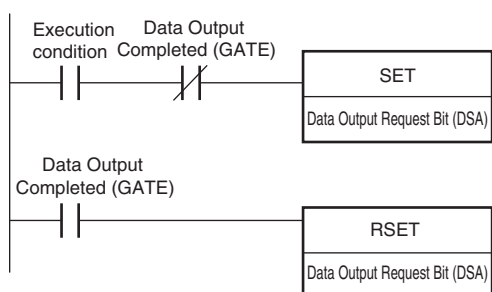 Execution
condition
Data Output
Completed (GATE)
SET
Data Output Request Bit (DSA)
Data Output
Completed (GATE)
RSET
Data Output Request Bit (DSA)